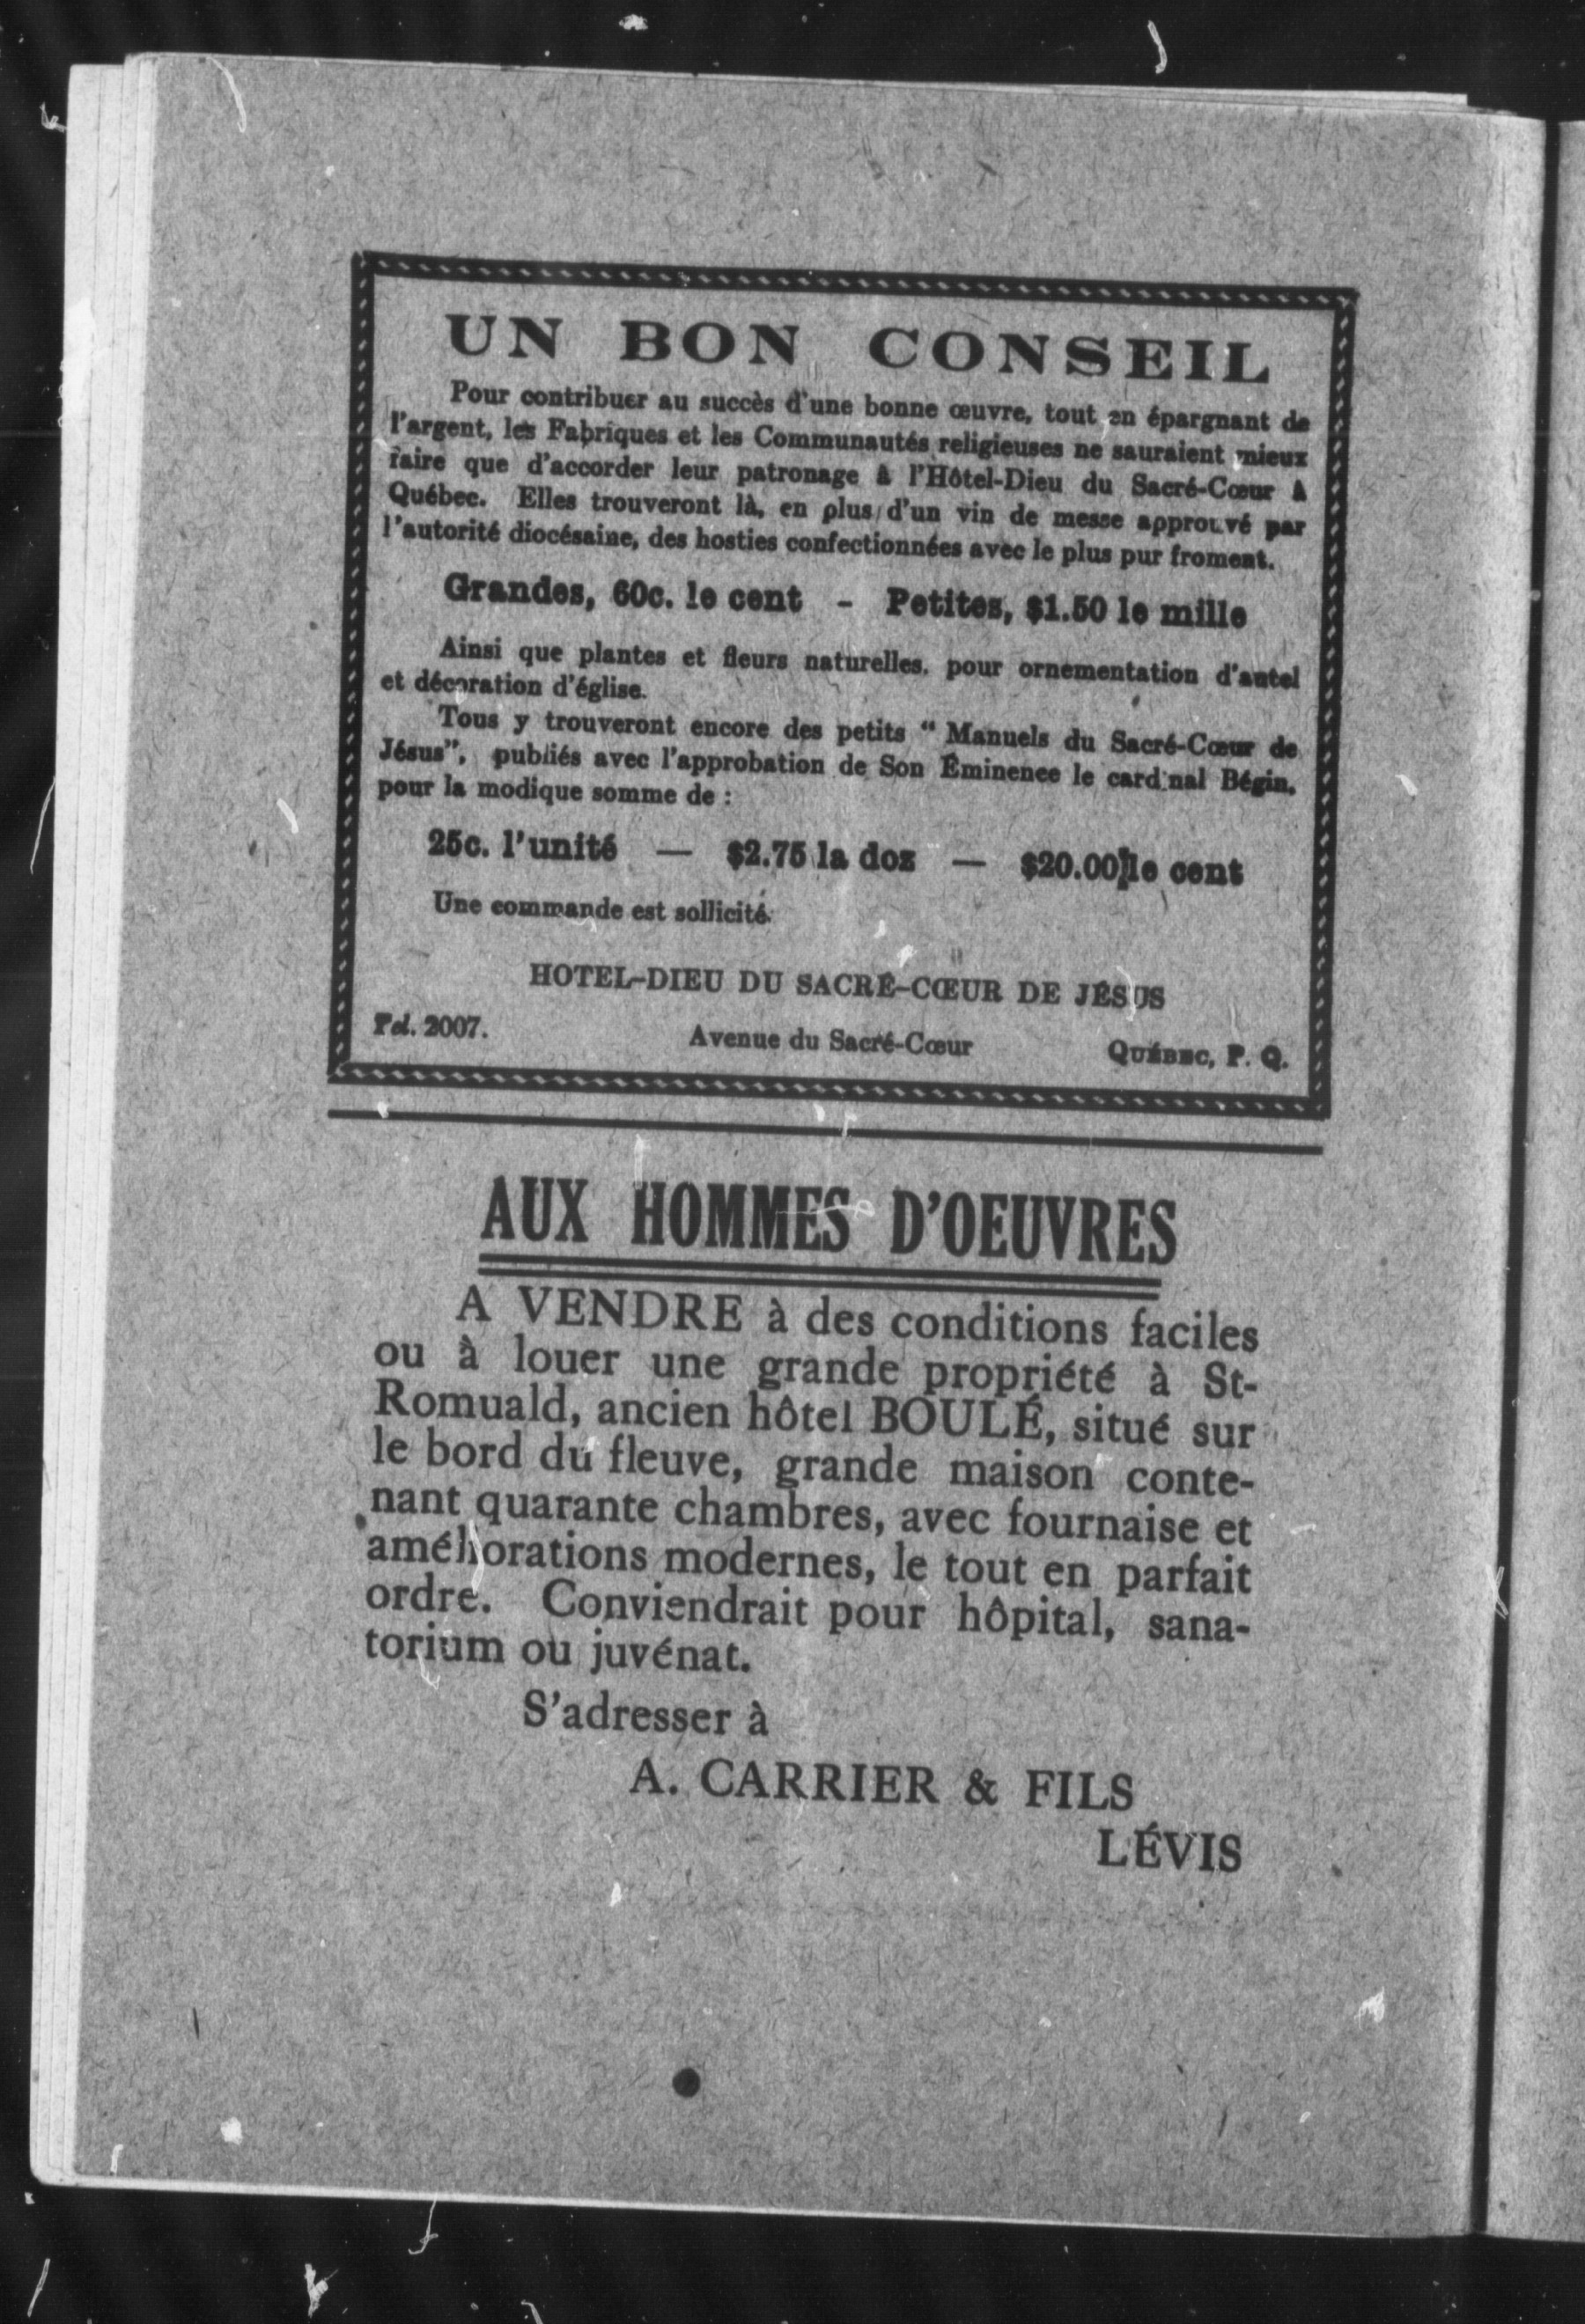 UN BON CONSEIL
Pour contribuer au succès d'une bonne œuvre, tout en épargnant de
l'argent, les Fabriques et les Communautés religieuses ne sauraient mieux
faire que d'accorder leur patronage à l'Hôtel-Dieu du Sacré-Cœur à
Québec. Elles trouveront là, en plus d'un vin de messe approuvé par
l'autorité diocésaine, des hosties confectionnées avec le plus pur froment.
Grandes, 60c. le cent - Petites, $1.50 le mille
Ainsi que plantes et fleurs naturelles, pour ornementation d'autel
et décoration d'église.
Tous y trouveront encore des petits “ Manuels du Sacré-Cœur de
Jésus”, publiés avec l'approbation de Son Éminence le cardinal Bégin,
pour la modique somme de :
25c. l'unité — $2.75 la doz — $20.00 le cent
Une commande est sollicité.
HOTEL-DIEU DU SACRÉ-CŒUR DE JÉSUS
Tél. 2007. Avenue du Sacré-Cœur QUÉBEC, P. Q.
AUX HOMMES D'OEUVRES
A VENDRE à des conditions faciles
ou à louer une grande propriété à St-
Romuald, ancien hôtel BOULÉ, situé sur
le bord du fleuve, grande maison conte-
nant quarante chambres, avec fournaise et
améliorations modernes, le tout en parfait
ordre. Conviendrait pour hôpital, sana-
torium ou juvénat.
S'adresser à
A. CARRIER & FILS
LÉVIS